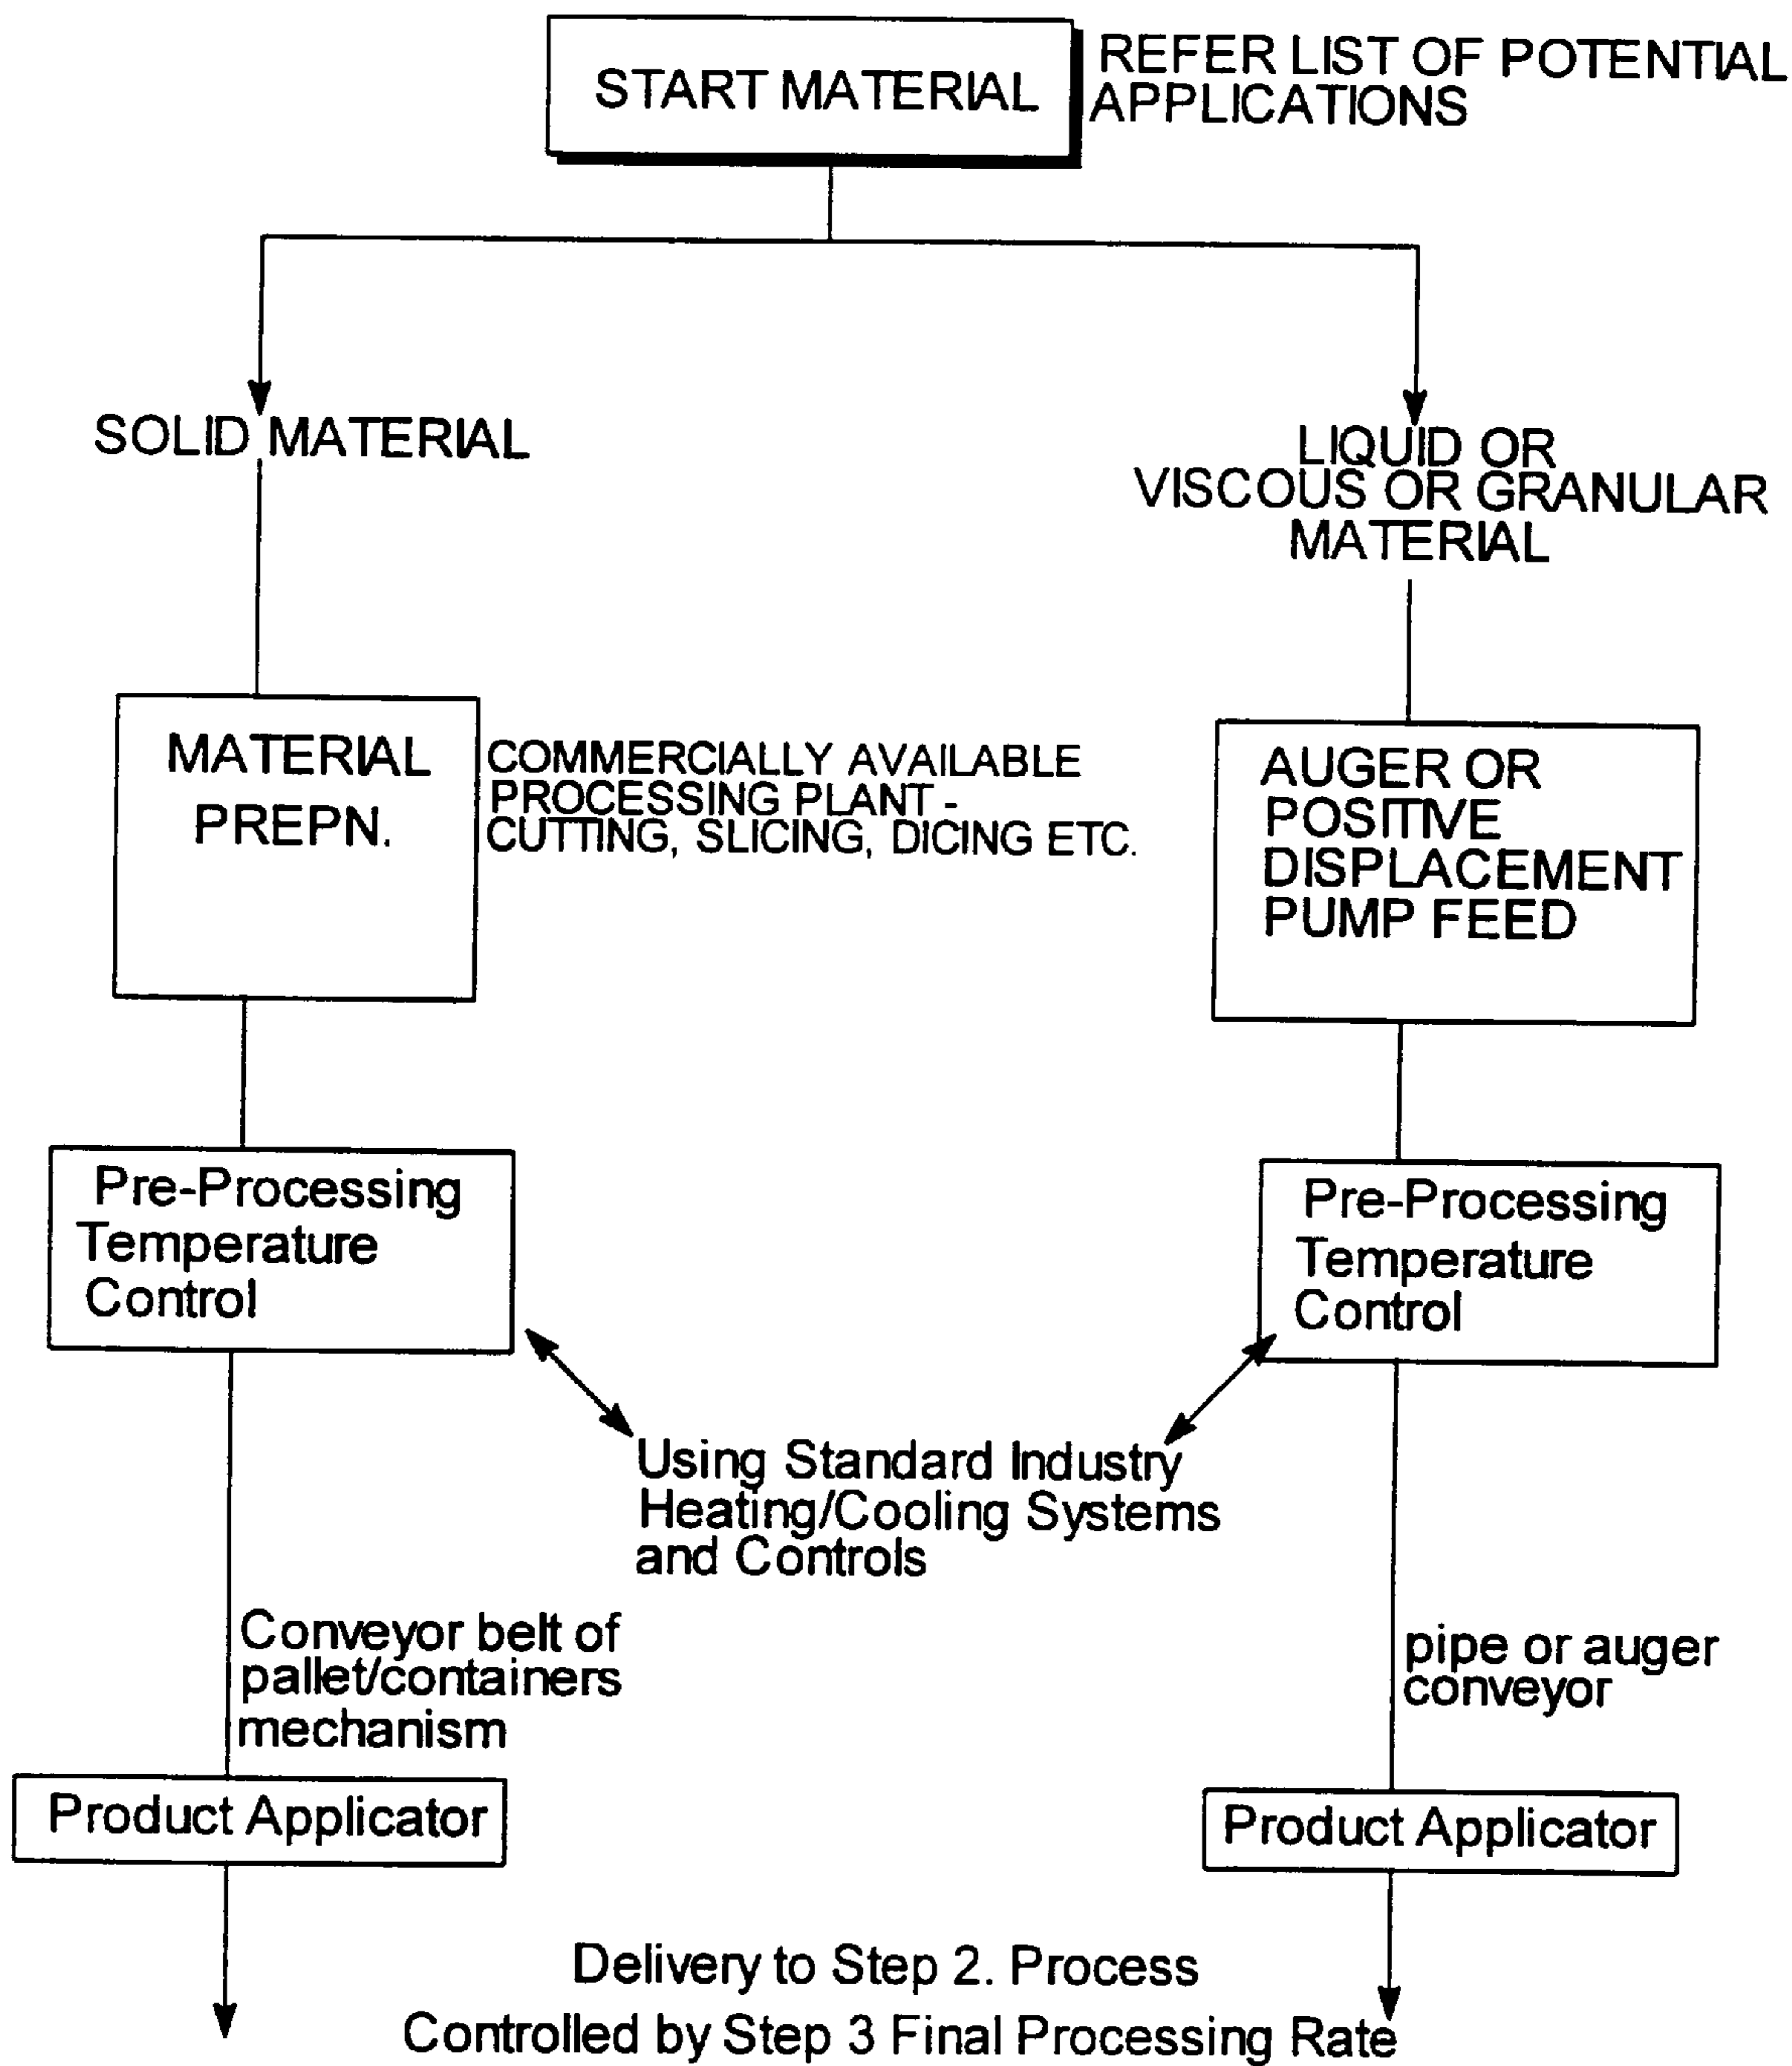 START MATERIAL
REFER LIST OF POTENTIAL
APPLICATIONS
SOLID MATERIAL
LIQUID OR
VISCOUS OR GRANULAR
MATERIAL
MATERIAL
PREPN.
COMMERCIALLY AVAILABLE
PROCESSING PLANT -
CUTTING, SLICING, DICING ETC.
AUGER OR
POSITIVE
DISPLACEMENT
PUMP FEED
Pre-Processing
Temperature
Control
Pre-Processing
Temperature
Control
Using Standard Industry
Heating/Cooling Systems
and Controls
Conveyor belt of
pallet/containers
mechanism
pipe or auger
conveyor
Product Applicator
Product Applicator
Delivery to Step 2. Process
Controlled by Step 3 Final Processing Rate